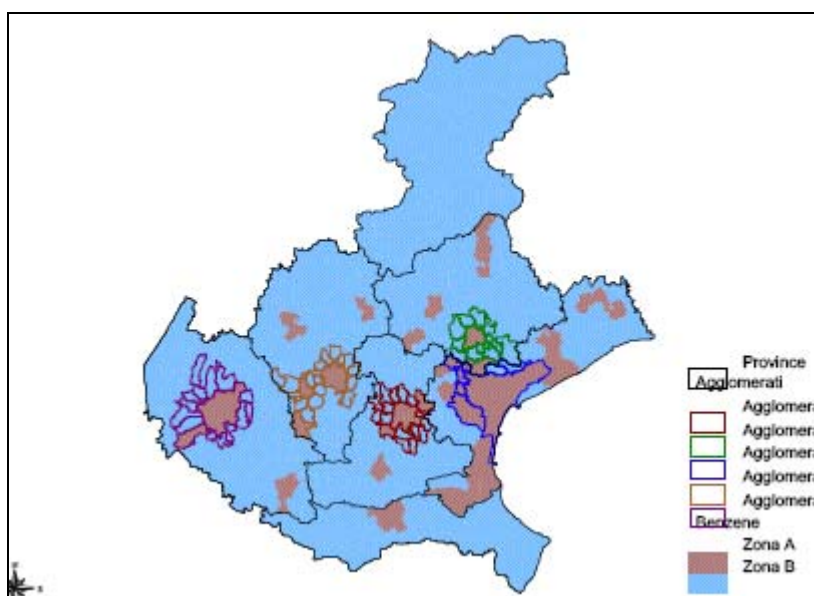 Province
Agglomerati
Agglomera
Agglomera
Agglomera
Agglomera
Agglomera
Benzene
Zona A
Zona B